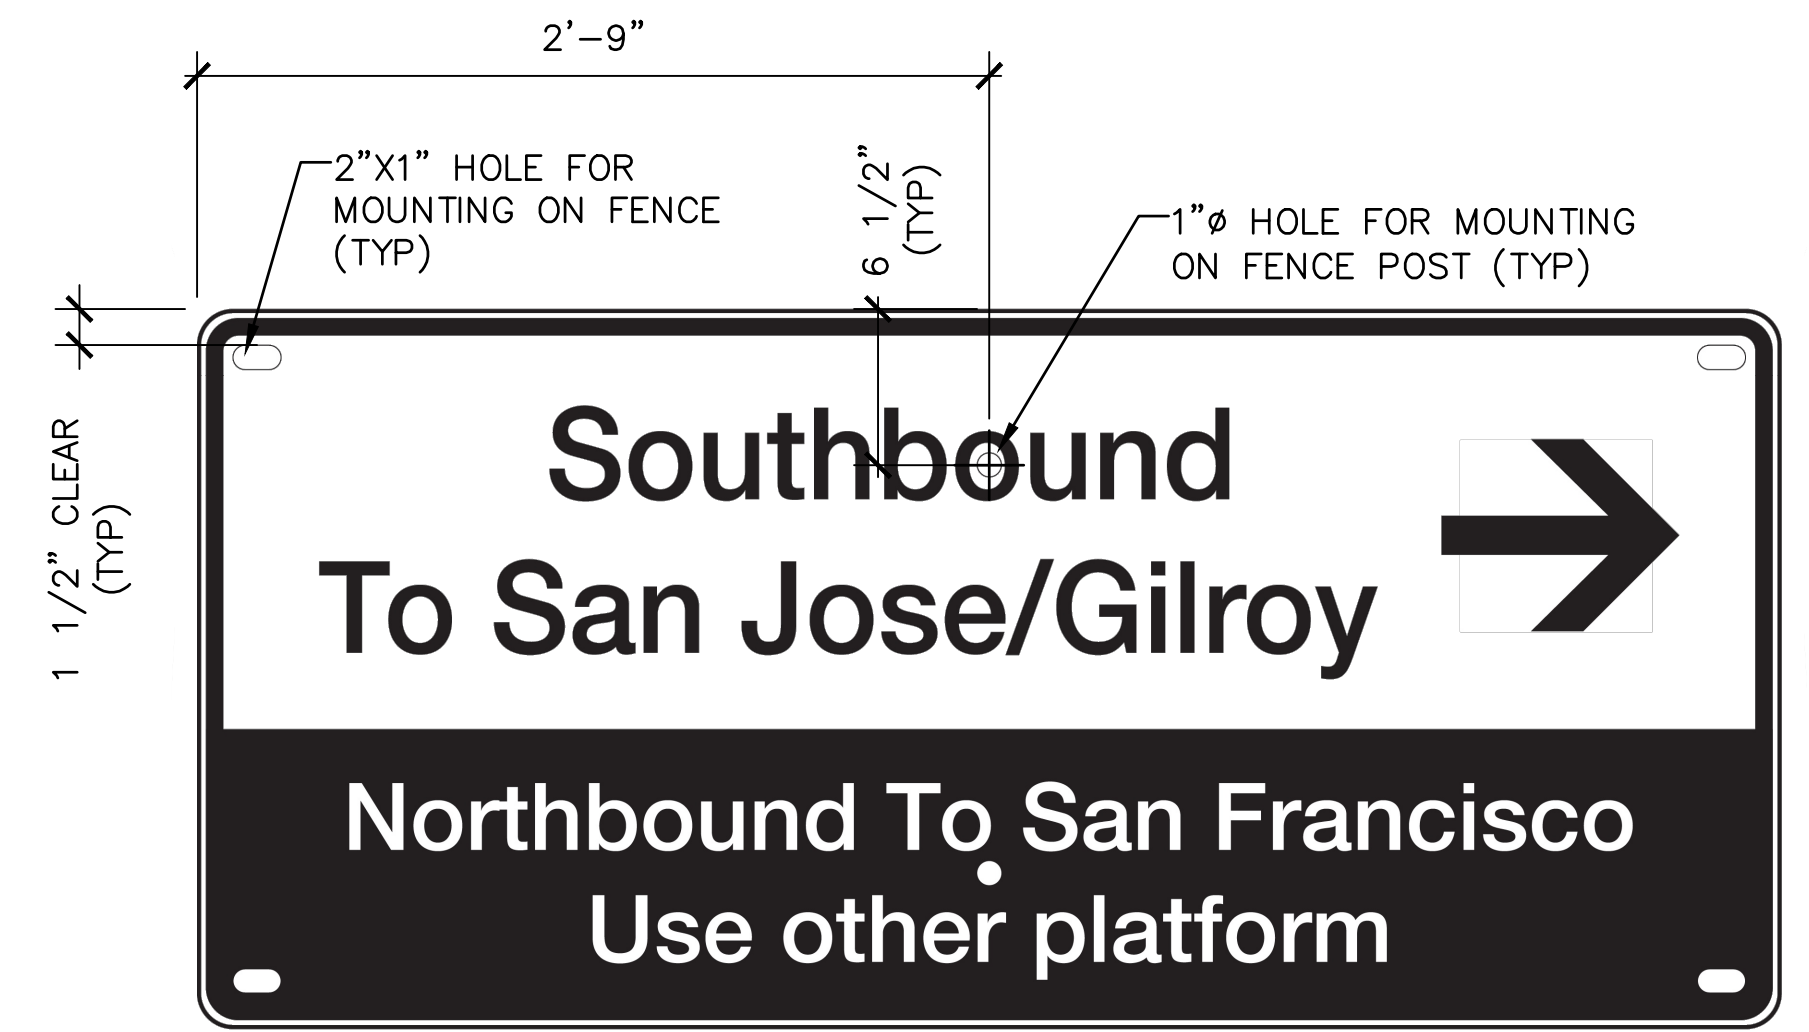 2'-9"
2"X1" HOLE FOR
MOUNTING ON FENCE
(TYP)
6 1/2"
(TYP)
1"ø HOLE FOR MOUNTING
ON FENCE POST (TYP)
1 1/2" CLEAR
(TYP)
Southbound
To San Jose/Gilroy
Northbound To San Francisco
Use other platform